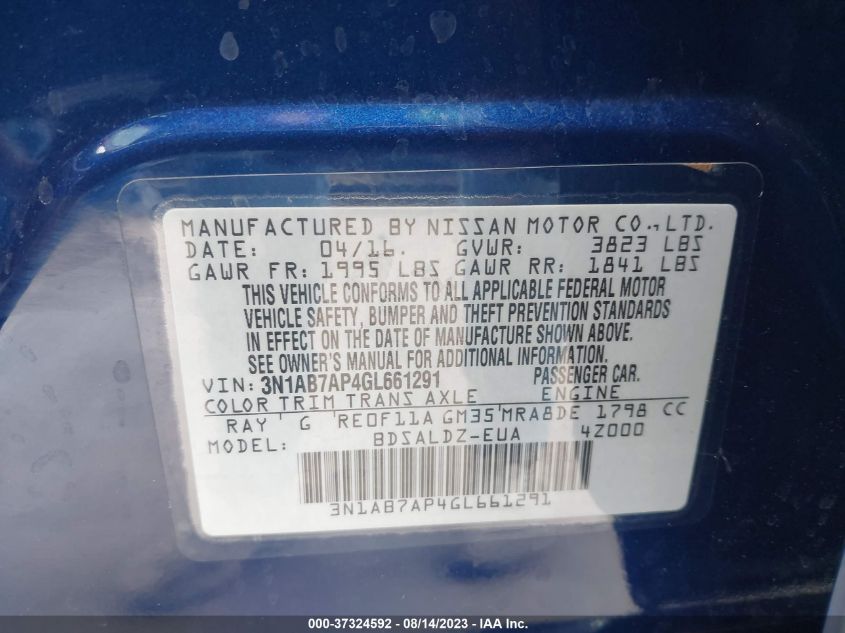 MANUFACTURED BY NISSAN MOTOR CO., LTD.
DATE: 04/16. GVWR: 3823 LBS
GAWR FR: 1995 LBS GAWR RR: 1841 LBS
THIS VEHICLE CONFORMS TO ALL APPLICABLE FEDERAL MOTOR
VEHICLE SAFETY, BUMPER AND THEFT PREVENTION STANDARDS
IN EFFECT ON THE DATE OF MANUFACTURE SHOWN ABOVE.
SEE OWNER'S MANUAL FOR ADDITIONAL INFORMATION.
VIN: 3N1AB7AP4GL661291 PASSENGER CAR.
COLOR TRIM TRANS AXLE ENGINE
RAY G RE0F11A GM35 MRA8DE 1798 CC
MODEL: BDSALDZ-EUA 4Z000
3N1AB7AP4GL661291
000-37324592 - 08/14/2023 - IAA Inc.